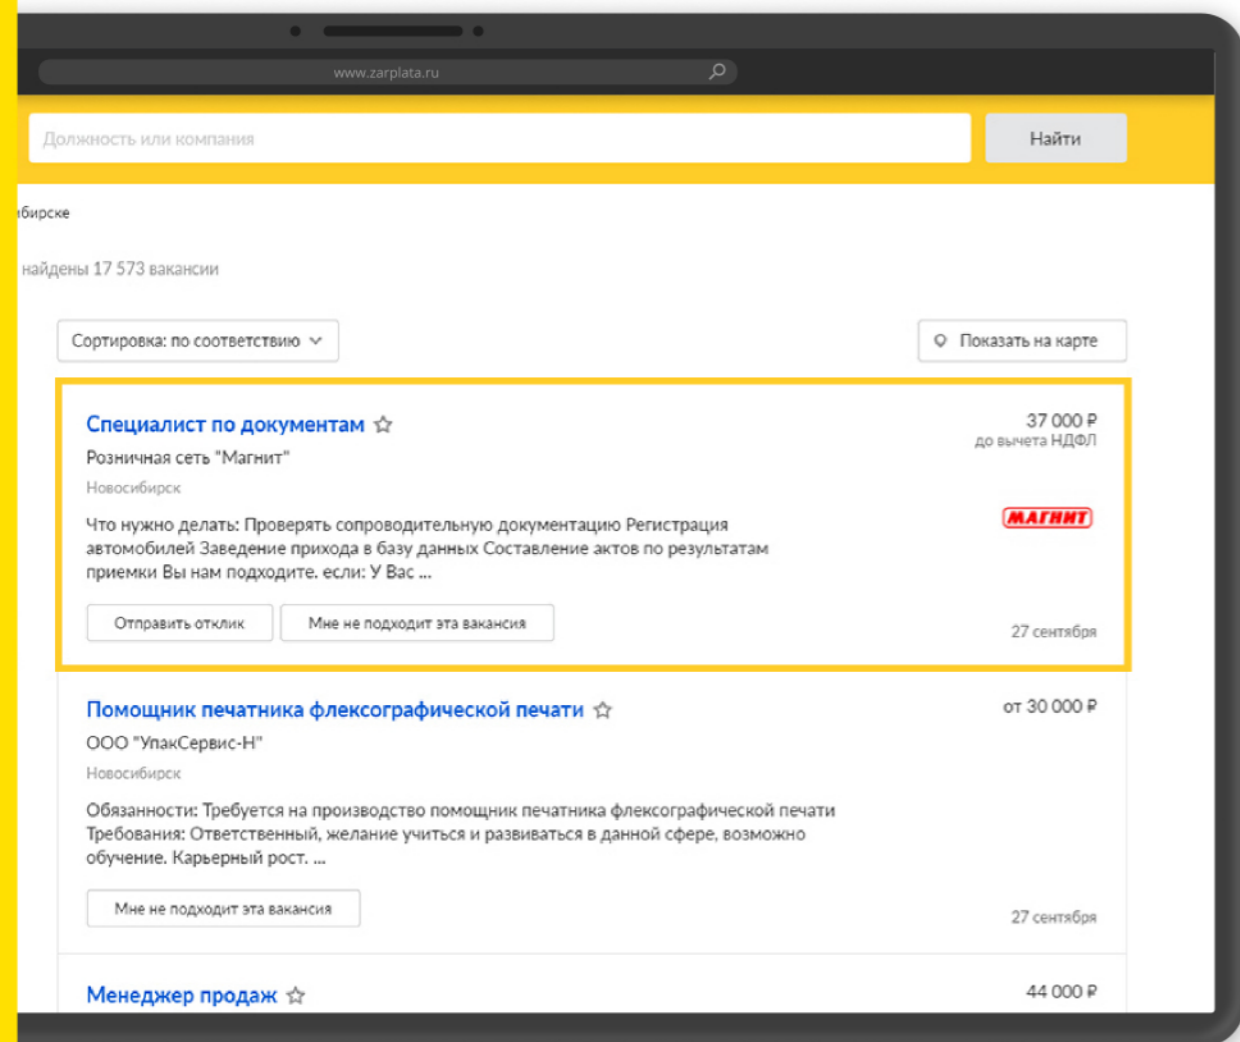 www.zarplata.ru
Должность или компания
Найти
ибирске
найдены 17 573 вакансии
Сортировка: по соответствию
Показать на карте
Специалист по документам
37 000 ₽
до вычета НДФЛ
Розничная сеть "Магнит"
Новосибирск
МАГНИТ
Что нужно делать: Проверять сопроводительную документацию Регистрация
автомобилей Заведение прихода в базу данных Составление актов по результатам
приемки Вы нам подходите. если: У Вас ...
Отправить отклик
Мне не подходит эта вакансия
27 сентября
Помощник печатника флексографической печати
от 30 000 ₽
ООО "УпакСервис-Н"
Новосибирск
Обязанности: Требуется на производство помощник печатника флексографической печати
Требования: Ответственный, желание учиться и развиваться в данной сфере, возможно
обучение. Карьерный рост. ...
Мне не подходит эта вакансия
27 сентября
Менеджер продаж
44 000 ₽